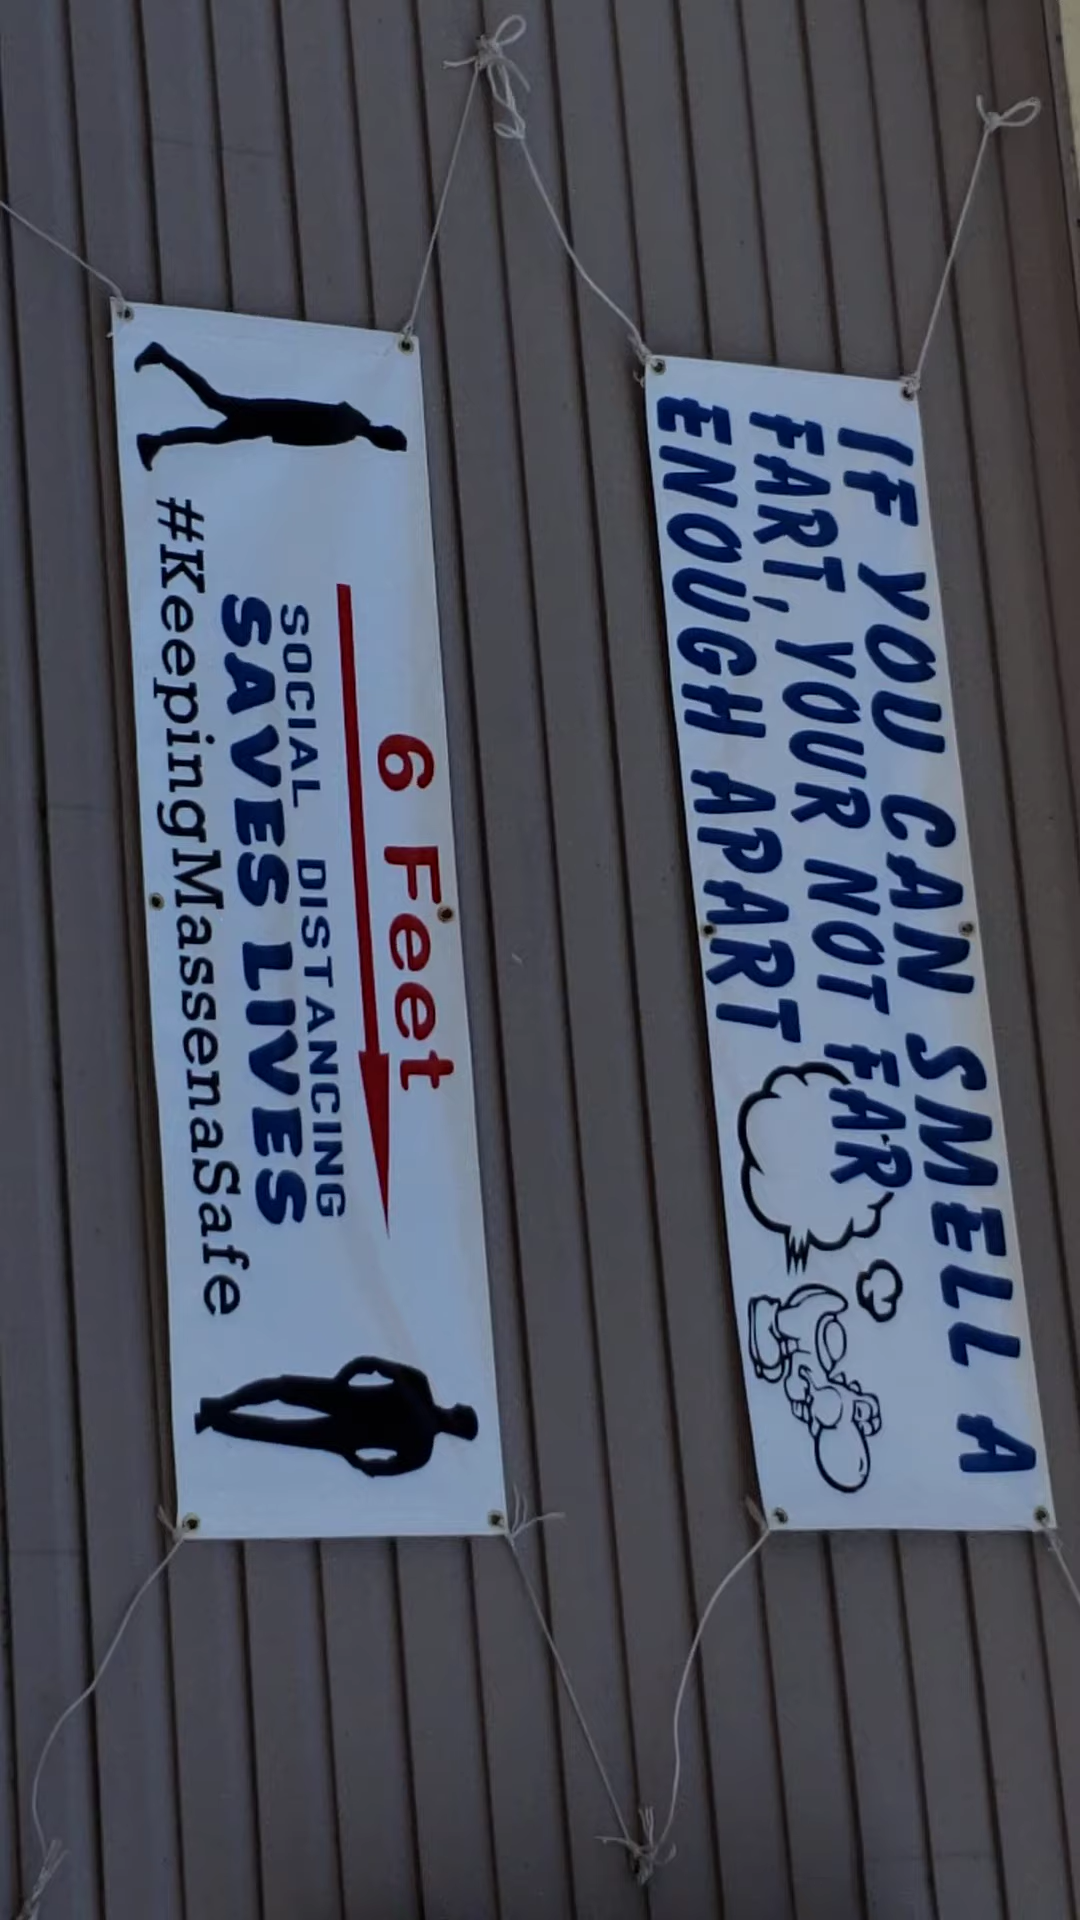 IF YOU CAN SMELL A
FART, YOUR NOT FAR
ENOUGH APART
6 Feet
SOCIAL DISTANCING
SAVES LIVES
#KeepingMassenaSafe